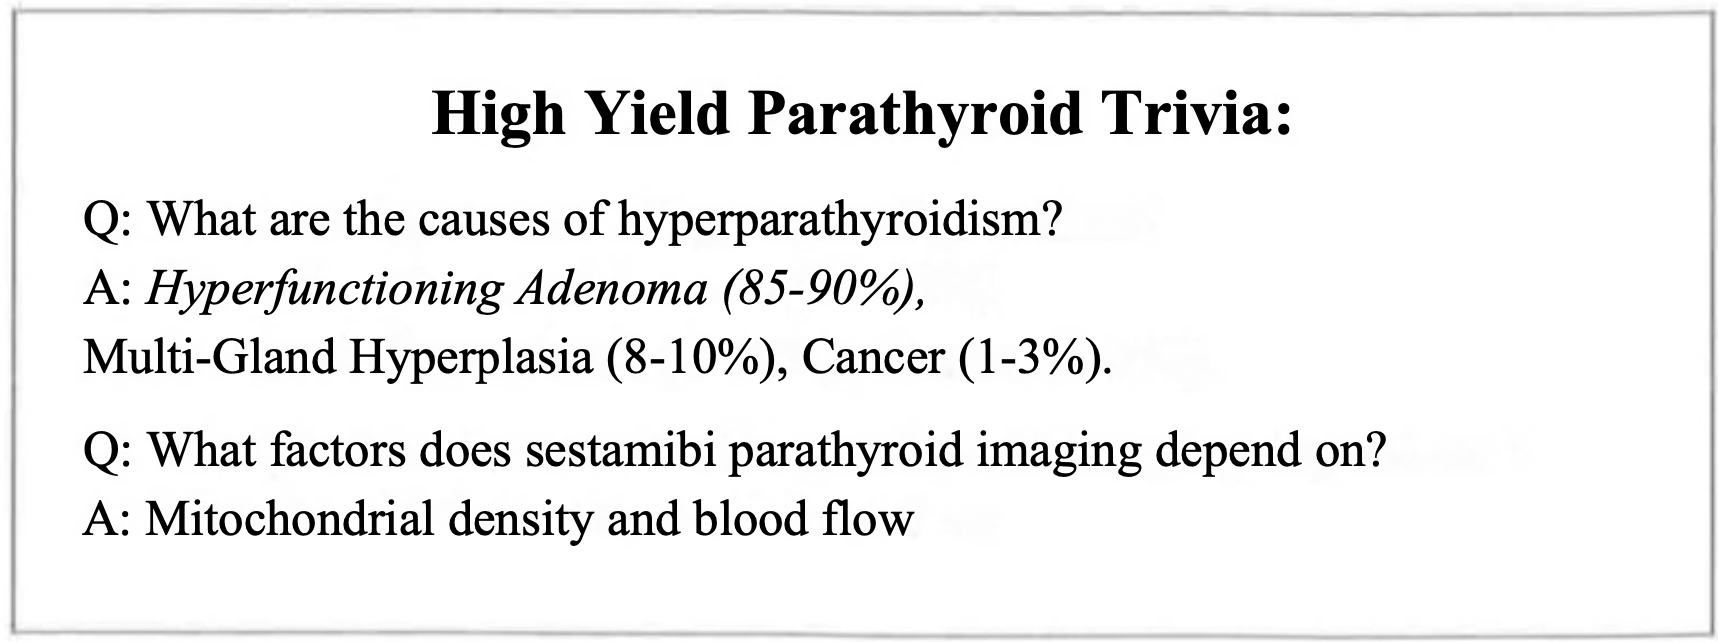 High Yield Parathyroid Trivia:
Q: What are the causes of hyperparathyroidism?
A: Hyperfunctioning Adenoma (85-90%),
Multi-Gland Hyperplasia (8-10%), Cancer (1-3%).
Q: What factors does sestamibi parathyroid imaging depend on?
A: Mitochondrial density and blood flow